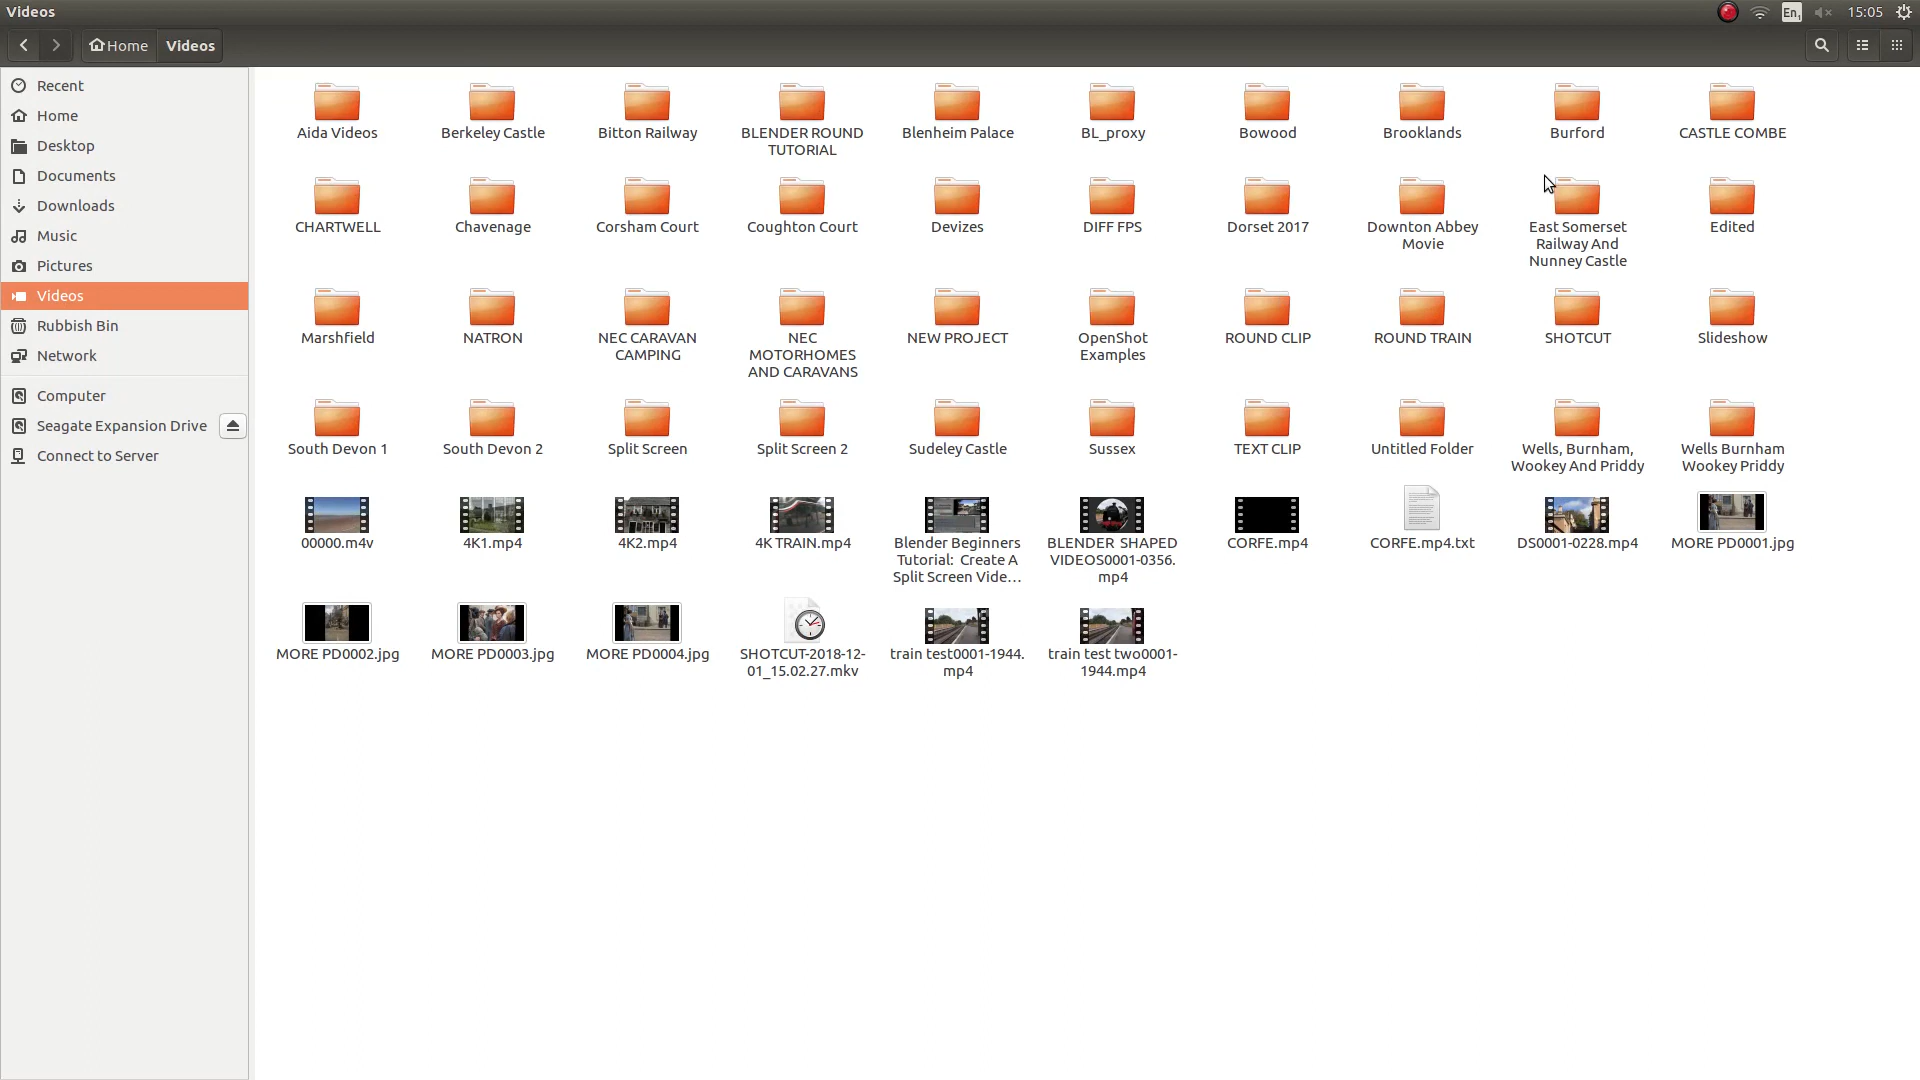 Videos
En,
15:05
Home
Videos
Recent
Home
Desktop
Documents
Downloads
Music
Pictures
Videos
Rubbish Bin
Network
Computer
Seagate Expansion Drive
Connect to Server
Aida Videos
Berkeley Castle
Bitton Railway
BLENDER ROUND
TUTORIAL
Blenheim Palace
BL_proxy
Bowood
Brooklands
Burford
CASTLE COMBE
CHARTWELL
Chavenage
Corsham Court
Coughton Court
Devizes
DIFF FPS
Dorset 2017
Downton Abbey
Movie
East Somerset
Railway And
Nunney Castle
Edited
Marshfield
NATRON
NEC CARAVAN
CAMPING
NEC
MOTORHOMES
AND CARAVANS
NEW PROJECT
OpenShot
Examples
ROUND CLIP
ROUND TRAIN
SHOTCUT
Slideshow
South Devon 1
South Devon 2
Split Screen
Split Screen 2
Sudeley Castle
Sussex
TEXT CLIP
Untitled Folder
Wells, Burnham,
Wookey And Priddy
Wells Burnham
Wookey Priddy
00000.m4v
4K1.mp4
4K2.mp4
4K TRAIN.mp4
Blender Beginners
Tutorial: Create A
Split Screen Vide...
BLENDER SHAPED
VIDEOS0001-0356.
mp4
CORFE.mp4
CORFE.mp4.txt
DS0001-0228.mp4
MORE PD0001.jpg
MORE PD0002.jpg
MORE PD0003.jpg
MORE PD0004.jpg
SHOTCUT-2018-12-
01_15.02.27.mkv
train test0001-1944.
mp4
train test two0001-
1944.mp4